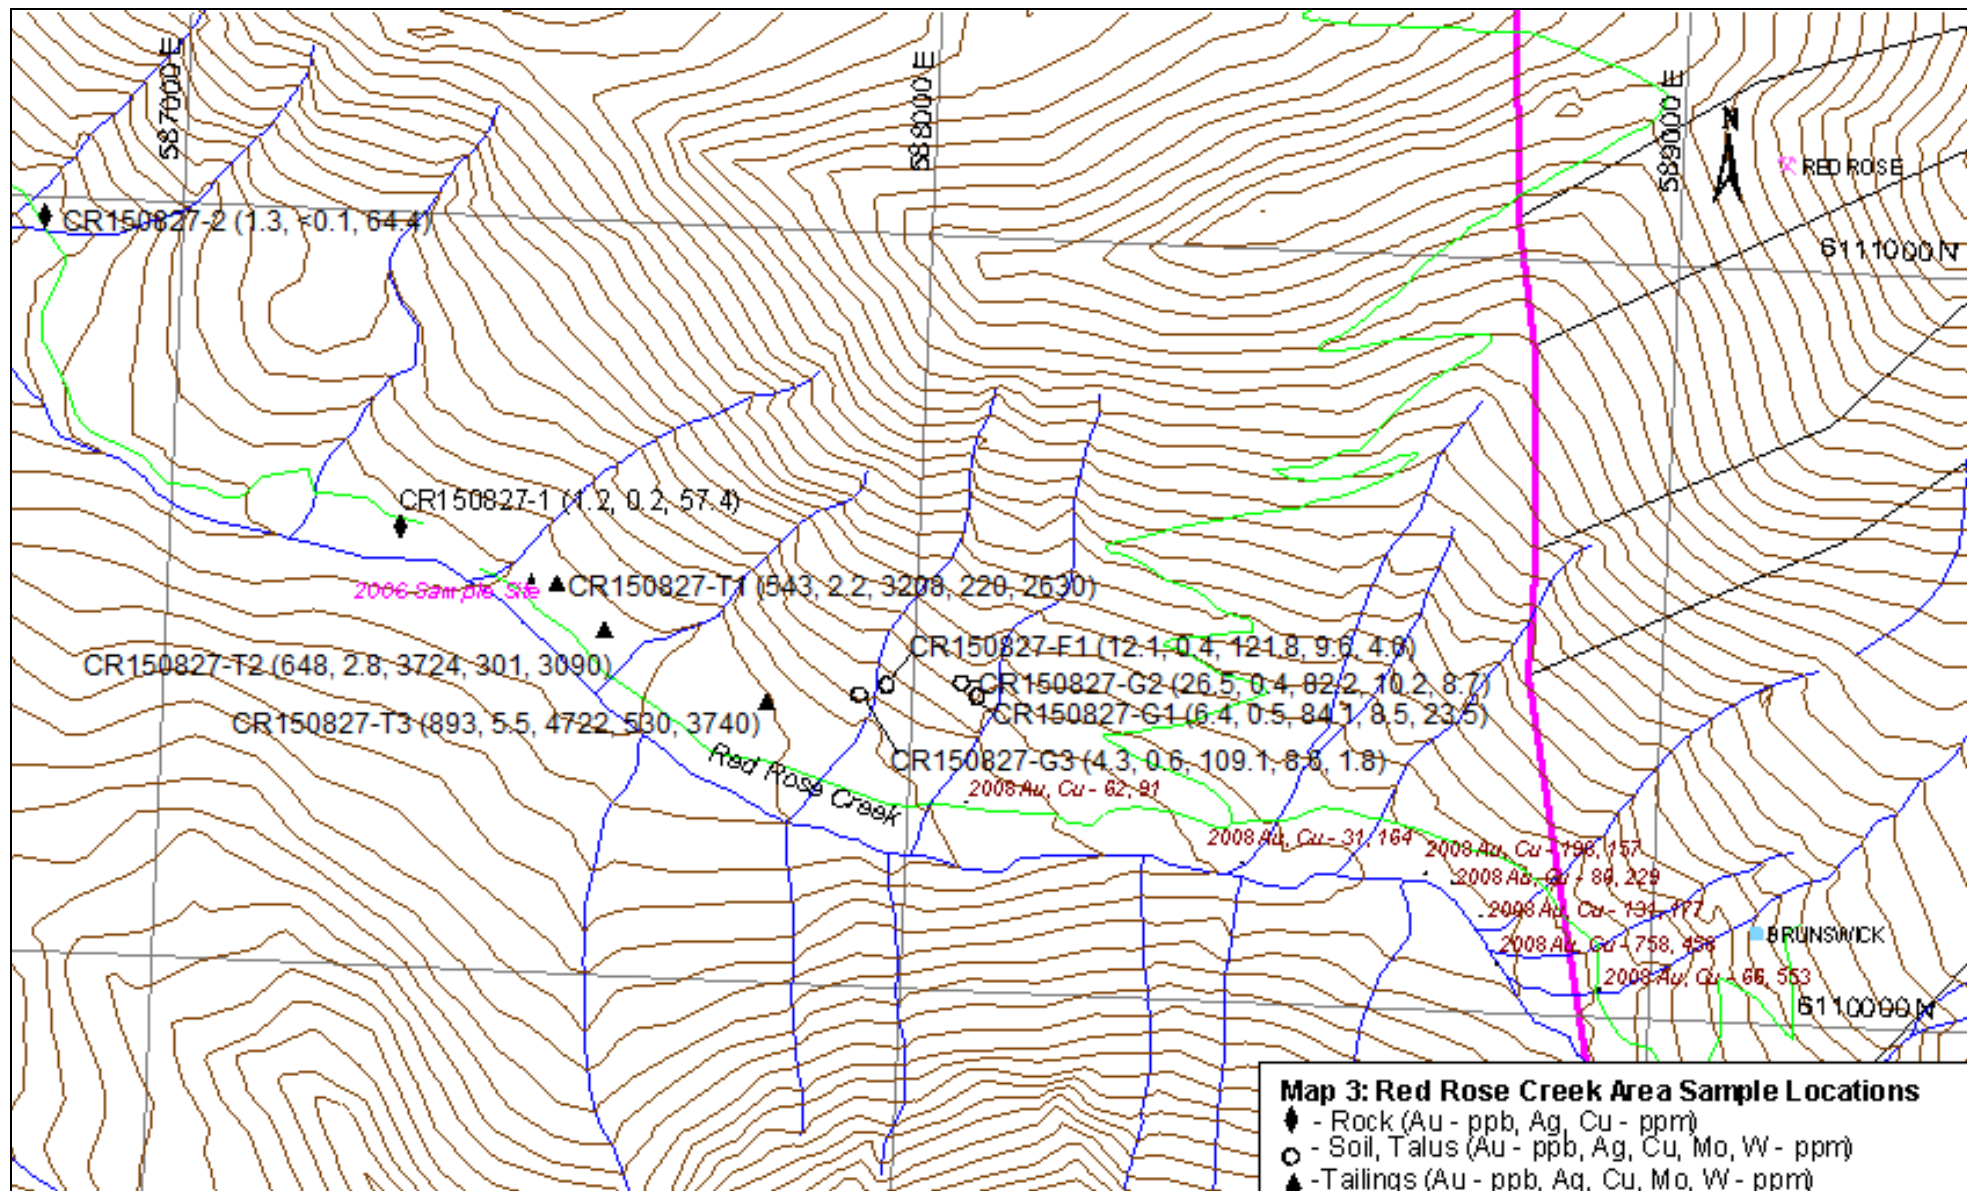 587000 E
588000 E
589000 E
N
RED ROSE
CR150827-2 (1.3, <0.1, 64.4)
6111000 N
CR150827-1 (1.2, 0.2, 57.4)
2006 Sample Site
CR150827-T1 (543, 2.2, 3208, 220, 2630)
CR150827-F1 (12.1, 0.4, 121.8, 9.6, 4.6)
CR150827-T2 (648, 2.8, 3724, 301, 3090)
CR150827-G2 (26.5, 0.4, 82.2, 10.2, 8.7)
CR150827-G1 (6.4, 0.5, 84.1, 8.5, 23.5)
CR150827-T3 (893, 5.5, 4722, 530, 3740)
CR150827-G3 (4.3, 0.6, 109.1, 8.6, 1.8)
Red Rose Creek
2008 Au, Cu - 62, 91
2008 Au, Cu - 31, 164
2008 Au, Cu - 198, 157
2008 Au, Cu - 89, 229
2008 Au, Cu - 131, 177
2008 Au, Cu - 758, 456
BRUNSWICK
2008 Au, Cu - 66, 553
6110000 N
Map 3: Red Rose Creek Area Sample Locations
- Rock (Au - ppb, Ag, Cu - ppm)
- Soil, Talus (Au - ppb, Ag, Cu, Mo, W - ppm)
-Tailings (Au - ppb, Ag, Cu, Mo, W - ppm)